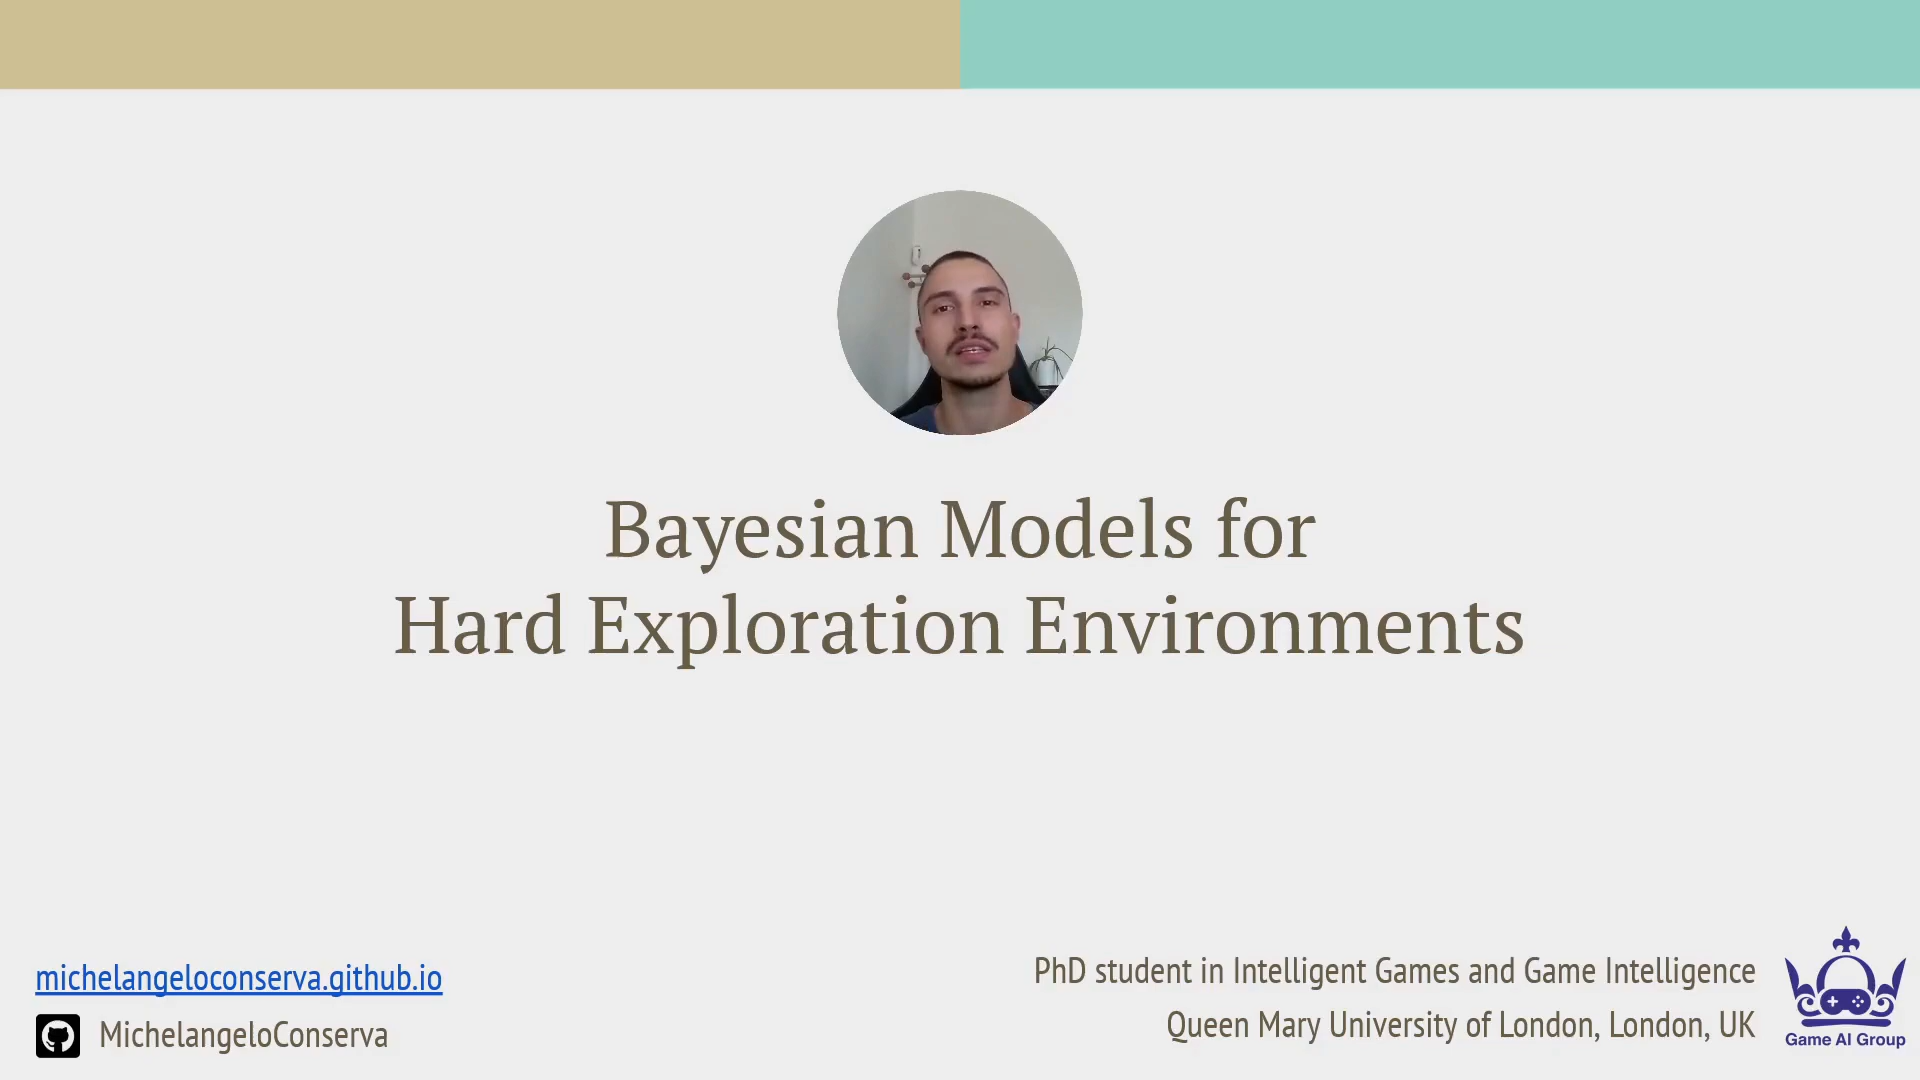 Bayesian Models for
Hard Exploration Environments
michelangeloconserva.github.io
MichelangeloConserva
PhD student in Intelligent Games and Game Intelligence
Queen Mary University of London, London, UK
Game AI Group